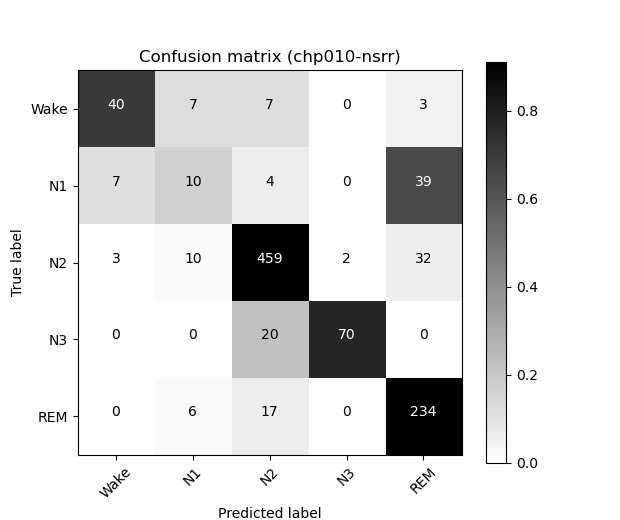 Confusion matrix (chp010-nsrr)
Wake 40 7 7 0 3
N1 7 10 4 0 39
N2 3 10 459 2 32
N3 0 0 20 70 0
REM 0 6 17 0 234
Wake N1 N2 N3 REM
Predicted label
True label
0.8
0.6
0.4
0.2
0.0